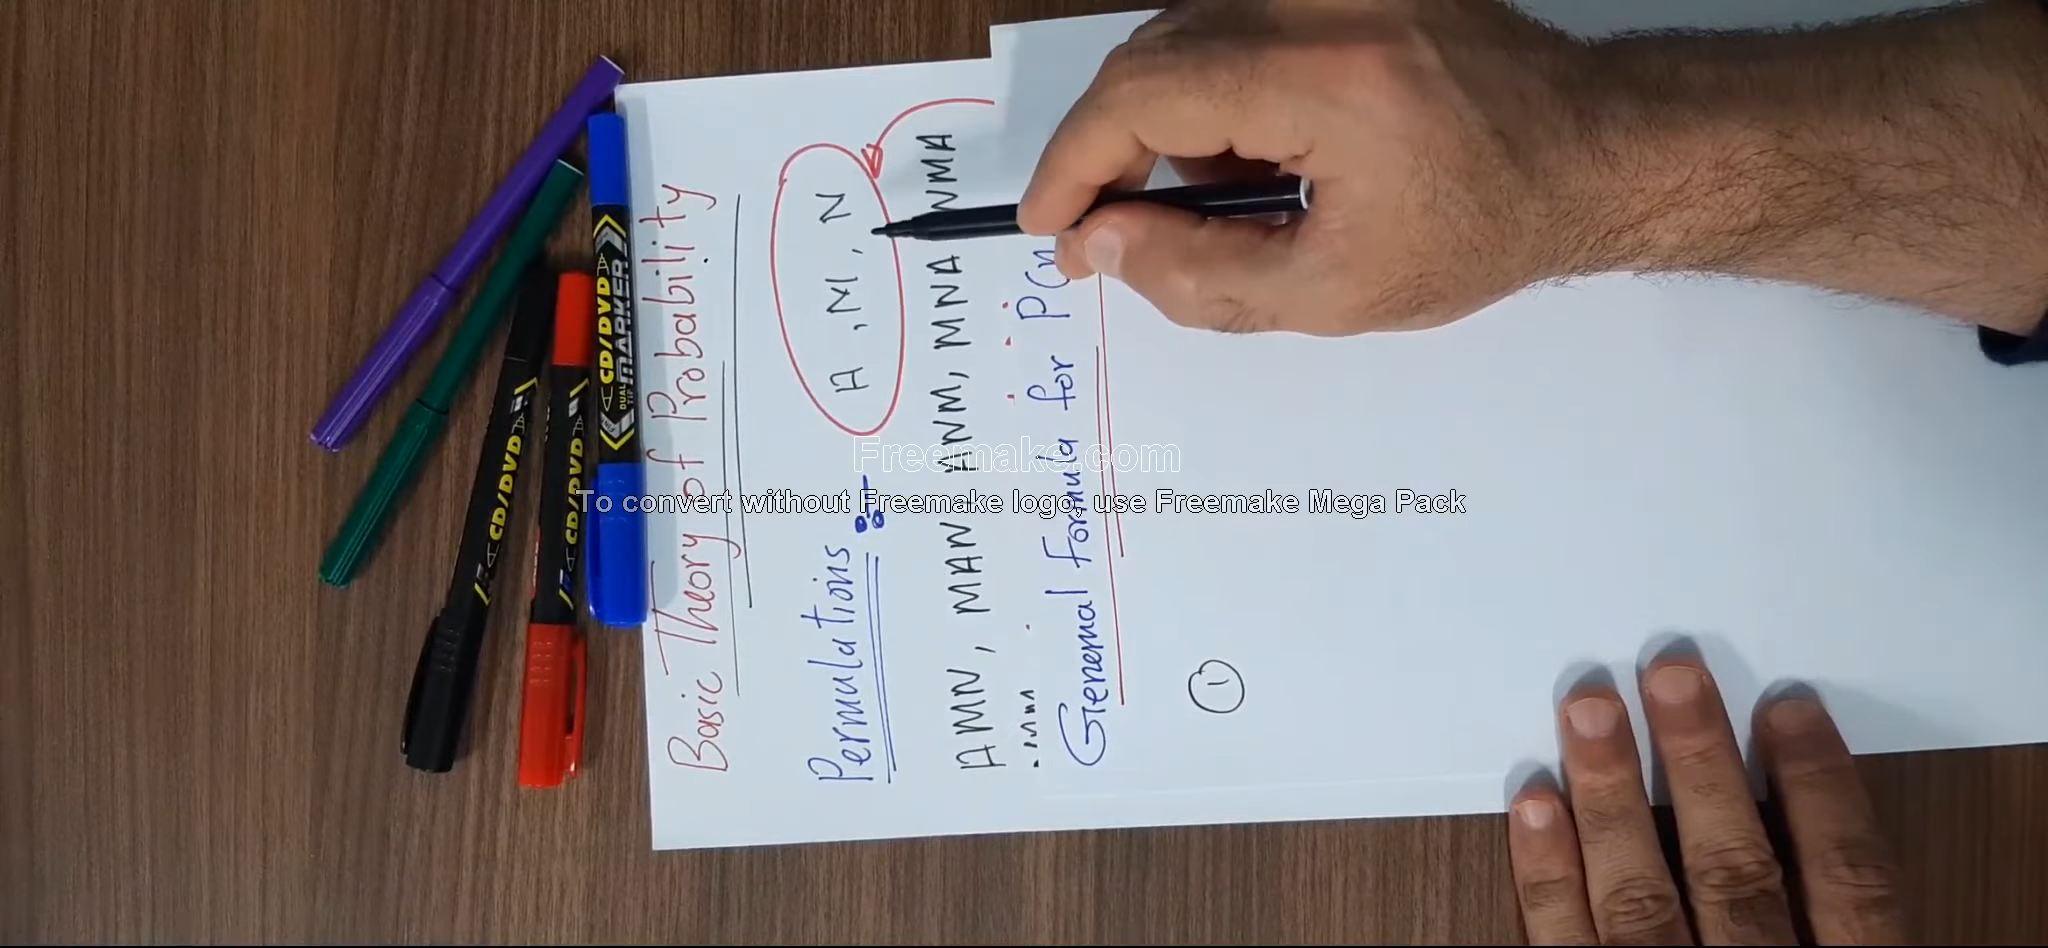 Basic Theory of Probability
Permutations :-
A, M, N
AMN, MAN, ANM, MNA, NMA
General formula for P(n
1
CD/DVD MARKER
DUAL TIP
CD/DVD
CD/DVD
Freemake.com
To convert without Freemake logo, use Freemake Mega Pack